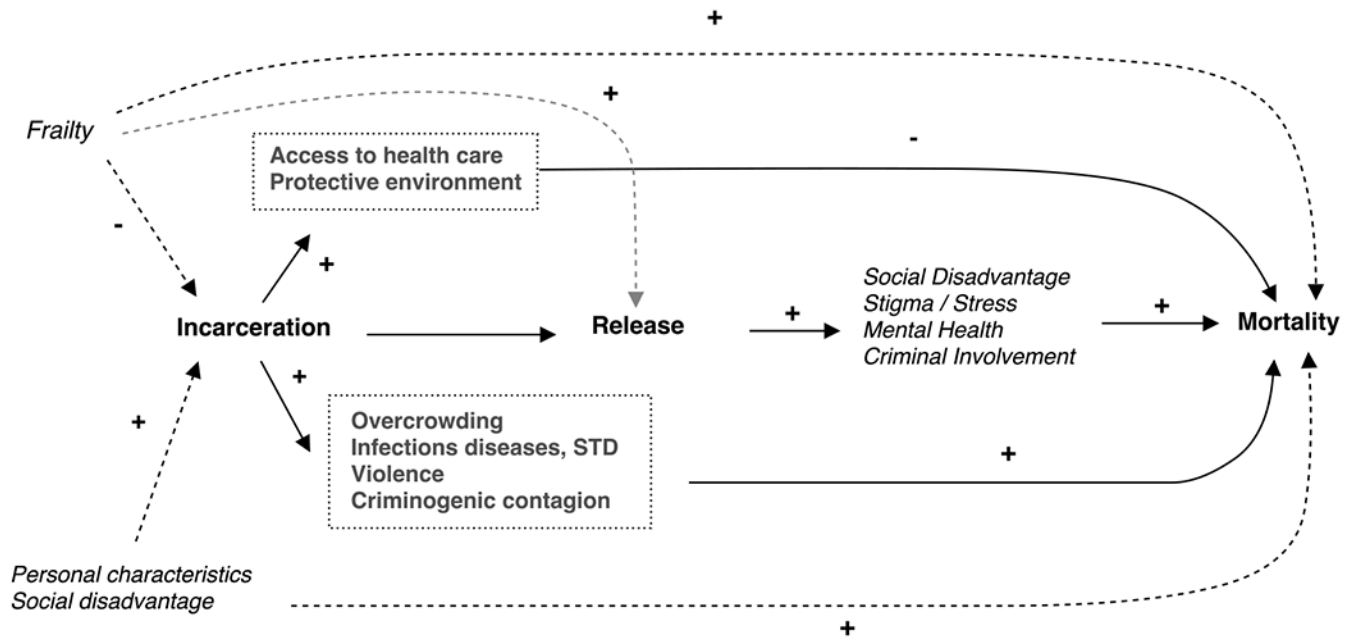 +
+
Frailty
-
Access to health care
Protective environment
-
+
Social Disadvantage
Stigma / Stress
Mental Health
Criminal Involvement
+
+
Incarceration
Release
Mortality
+
+
Overcrowding
Infections diseases, STD
Violence
Criminogenic contagion
+
Personal characteristics
Social disadvantage
+